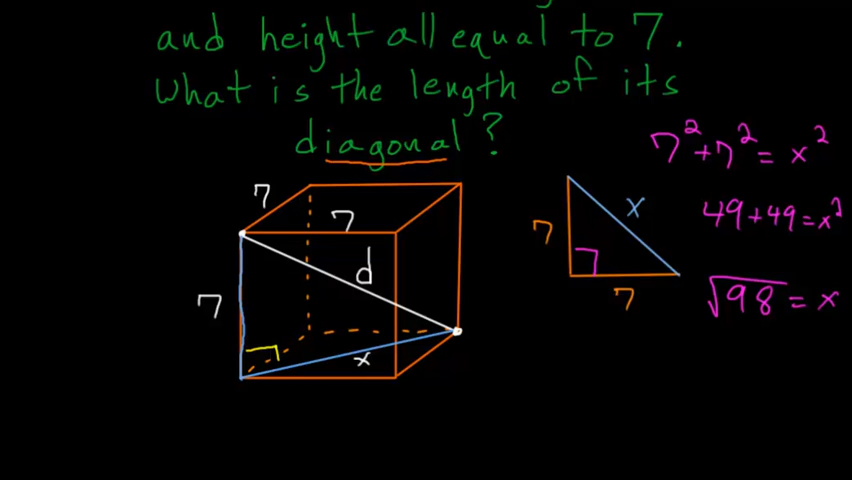 and height all equal to 7.
What is the length of its
diagonal?
7² + 7² = x²
49 + 49 = x²
√98 = x
7
7
7
d
x
7
x
7